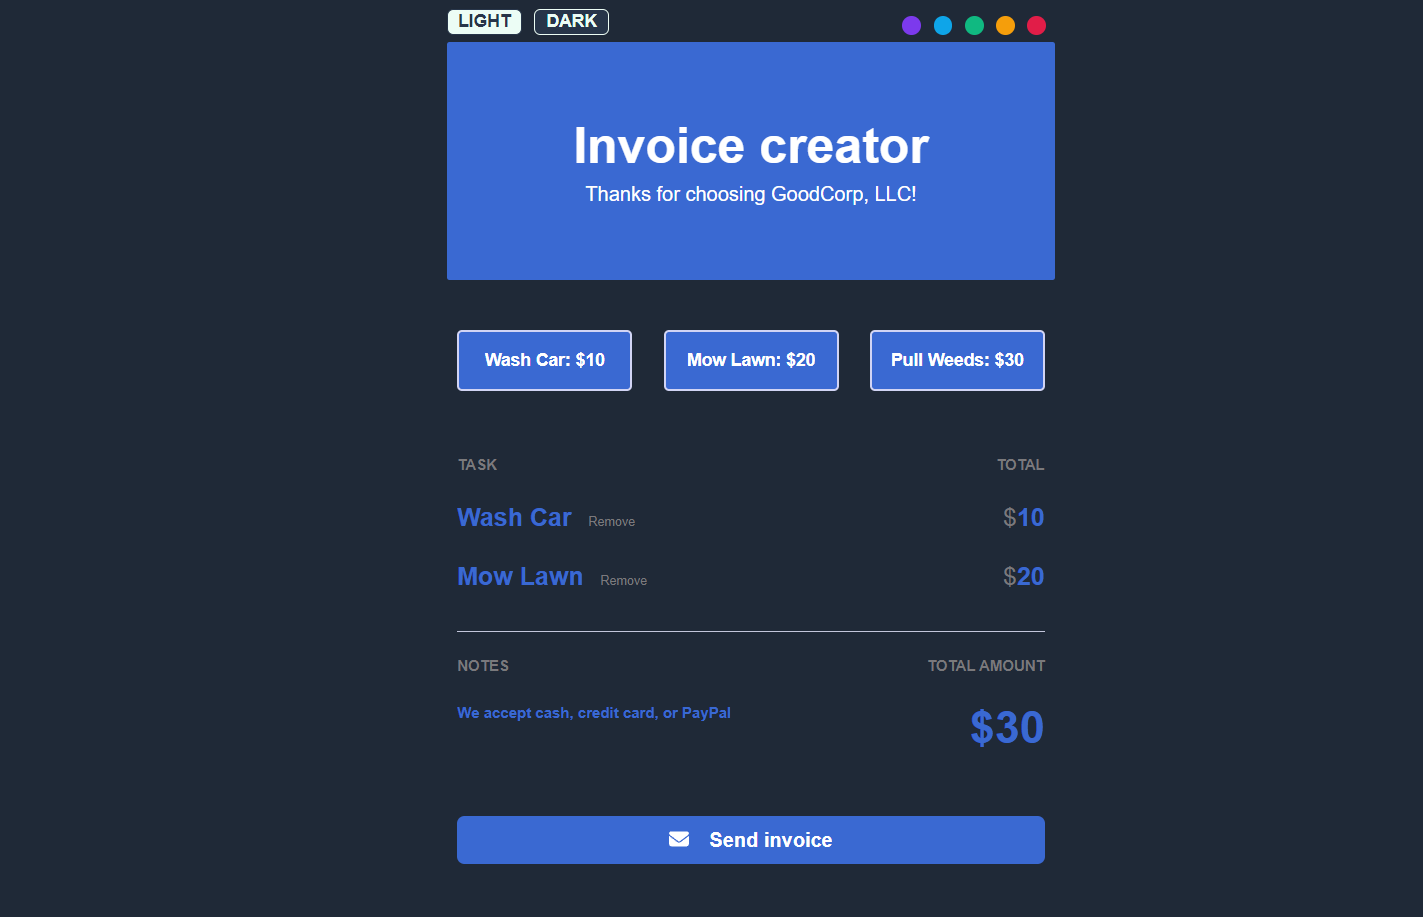 LIGHT DARK
Invoice creator
Thanks for choosing GoodCorp, LLC!
Wash Car: $10 Mow Lawn: $20 Pull Weeds: $30
TASK TOTAL
Wash Car Remove $10
Mow Lawn Remove $20
NOTES TOTAL AMOUNT
We accept cash, credit card, or PayPal $30
Send invoice